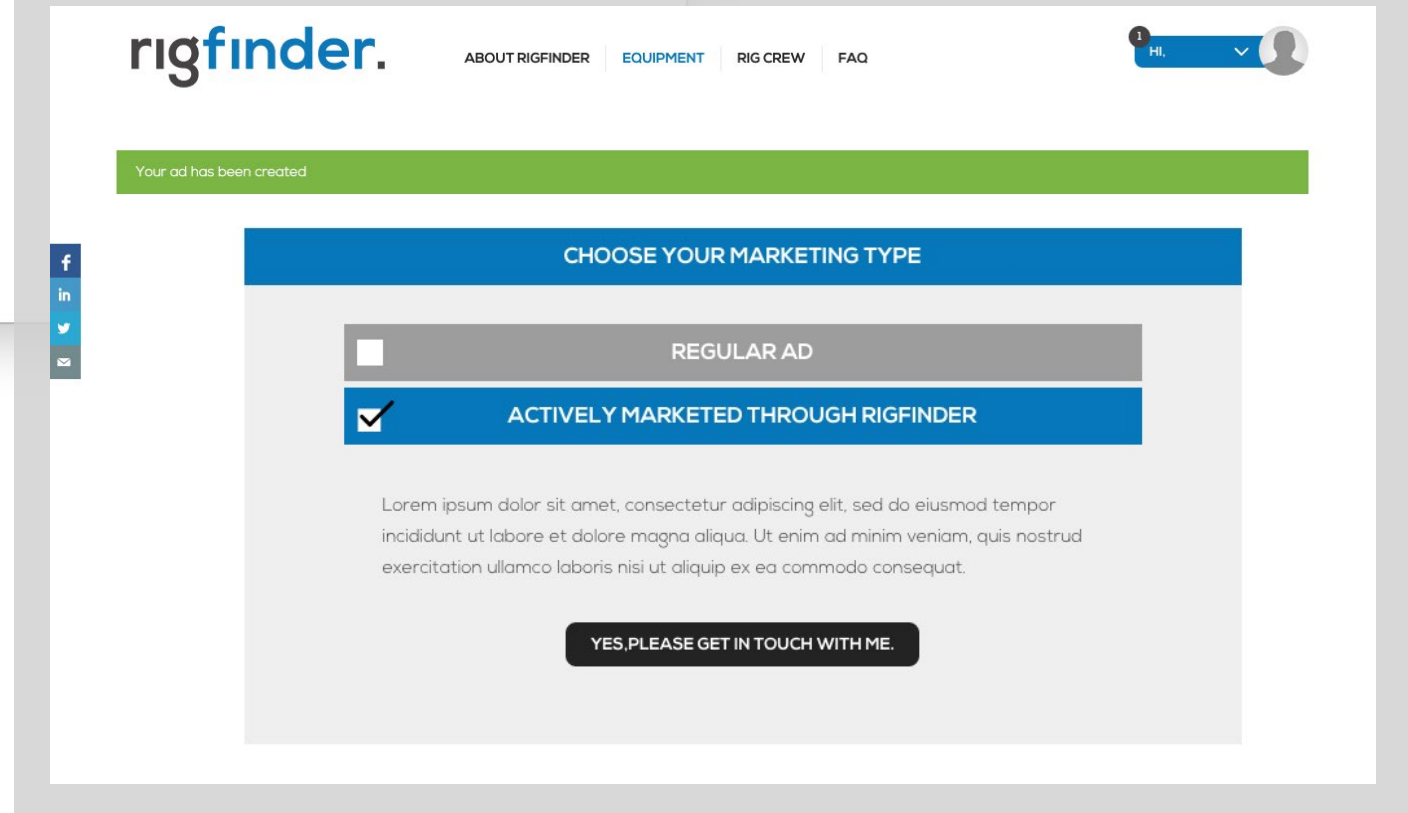 rigfinder.
ABOUT RIGFINDER EQUIPMENT RIG CREW FAQ
1
HI,
Your ad has been created
f
in
CHOOSE YOUR MARKETING TYPE
REGULAR AD
ACTIVELY MARKETED THROUGH RIGFINDER
Lorem ipsum dolor sit amet, consectetur adipiscing elit, sed do eiusmod tempor
incididunt ut labore et dolore magna aliqua. Ut enim ad minim veniam, quis nostrud
exercitation ullamco laboris nisi ut aliquip ex ea commodo consequat.
YES,PLEASE GET IN TOUCH WITH ME.